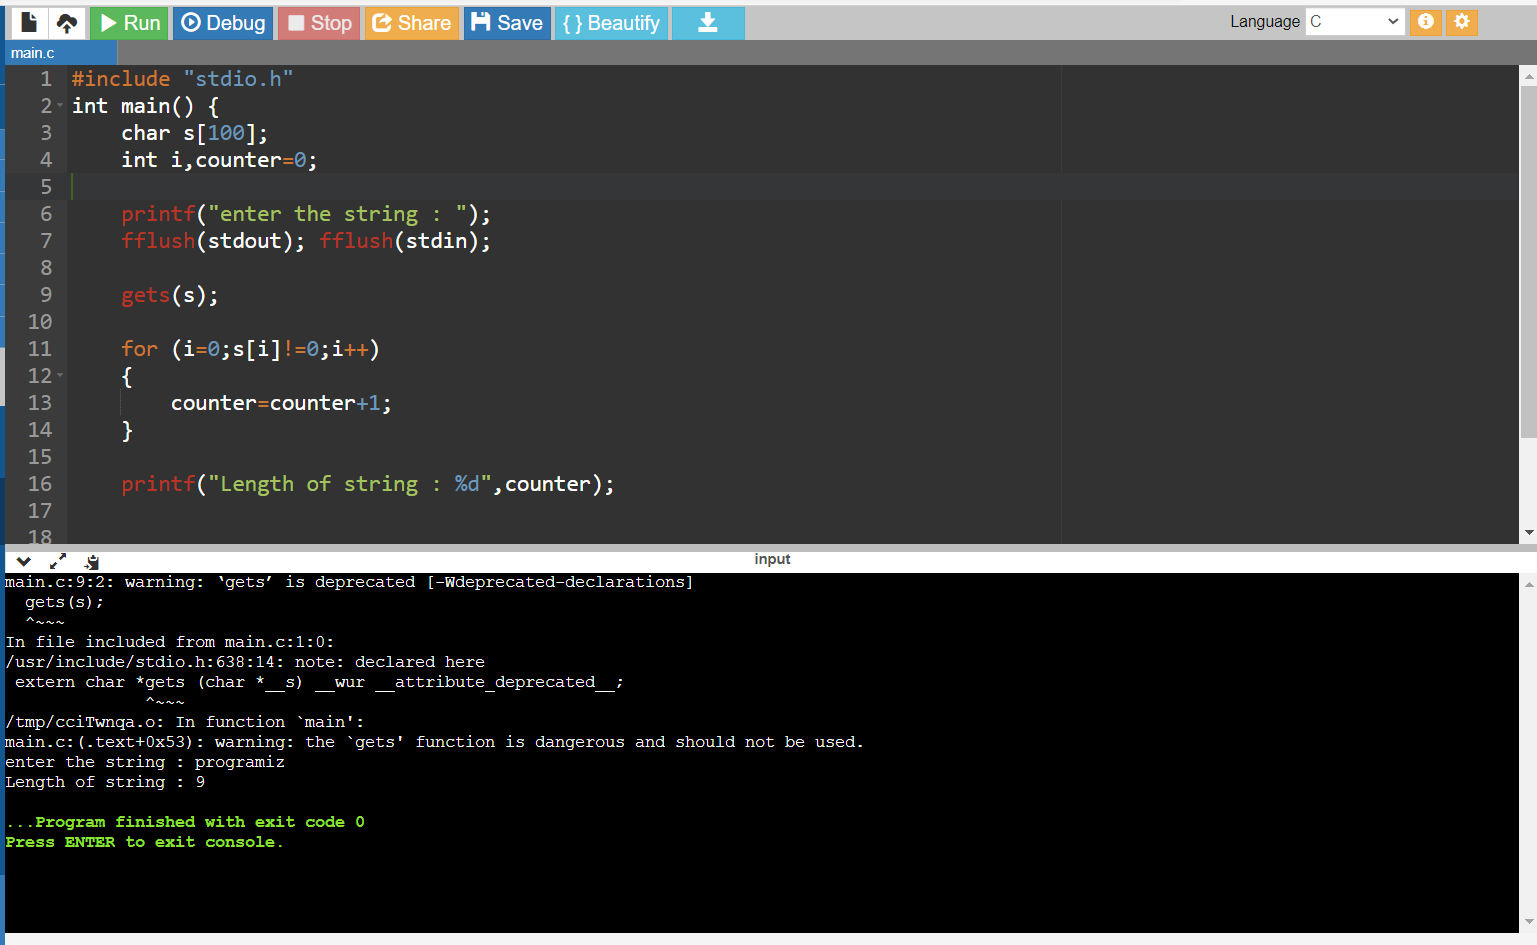 Run Debug Stop Share Save { } Beautify Language C
main.c
1 #include "stdio.h"
2 int main() {
3 char s[100];
4 int i,counter=0;
5
6 printf("enter the string : ");
7 fflush(stdout); fflush(stdin);
8
9 gets(s);
10
11 for (i=0;s[i]!=0;i++)
12 {
13 counter=counter+1;
14 }
15
16 printf("Length of string : %d",counter);
17
18
input
main.c:9:2: warning: ‘gets’ is deprecated [-Wdeprecated-declarations]
gets(s);
^~~~
In file included from main.c:1:0:
/usr/include/stdio.h:638:14: note: declared here
extern char *gets (char *__s) __wur __attribute_deprecated__;
^~~~
/tmp/cciTwnqa.o: In function `main':
main.c:(.text+0x53): warning: the `gets' function is dangerous and should not be used.
enter the string : programiz
Length of string : 9
...Program finished with exit code 0
Press ENTER to exit console.